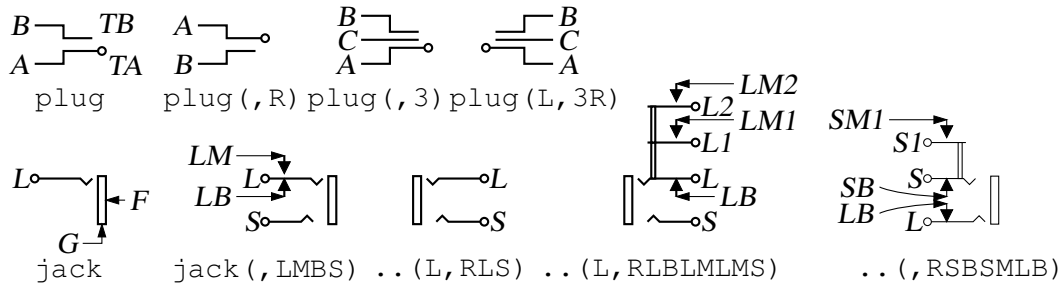 B TB A B B
A TA B C C
A A
plug plug(,R) plug(,3) plug(L,3R)
LM2
L2
LM1 SM1
L1 S1
L F LM L LB L L LB S SB
G S S S LB L
jack jack(,LMBS) ..(L,RLS) ..(L,RLBLMLMS) ..(,RSBSMLB)